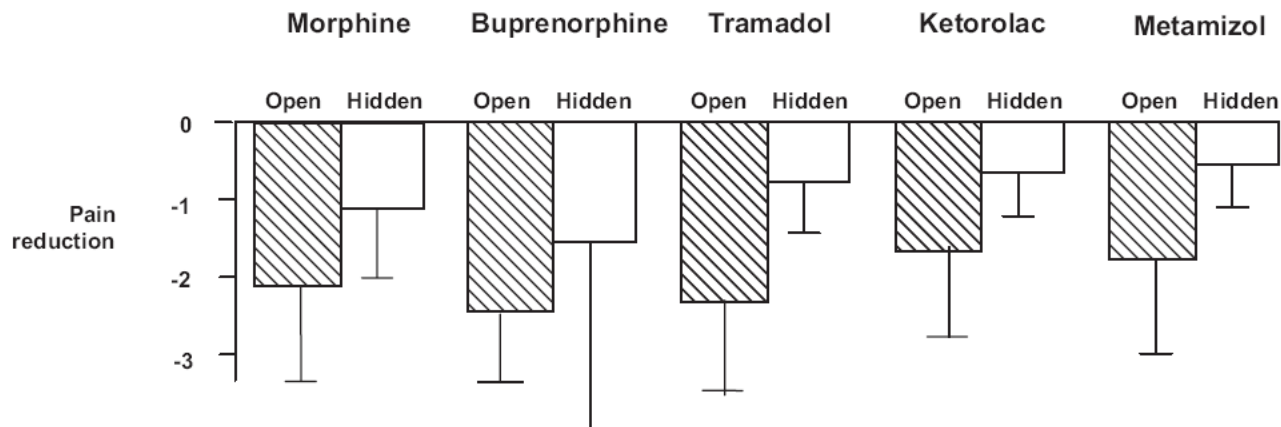 Morphine Buprenorphine Tramadol Ketorolac Metamizol
Open Hidden Open Hidden Open Hidden Open Hidden Open Hidden
0
-1
Pain
reduction
-2
-3